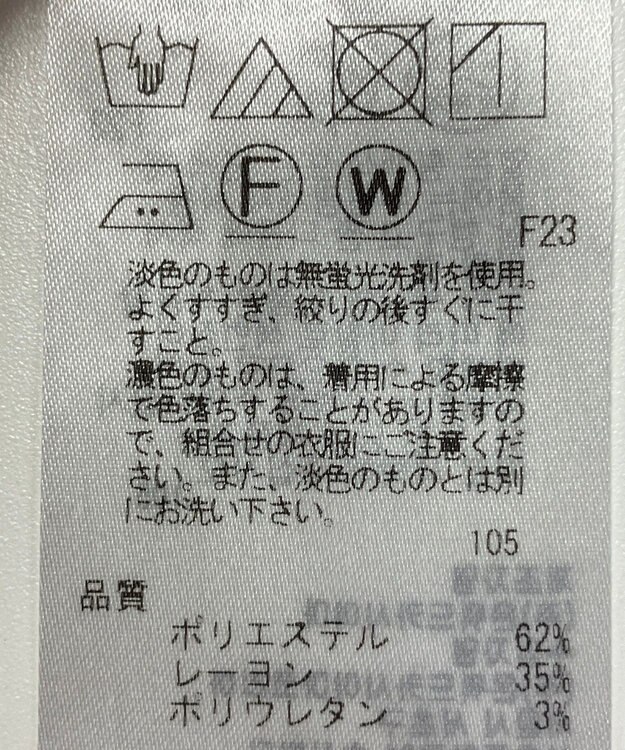 F
W
F23
淡色のものは無蛍光洗剤を使用。
よくすすぎ、絞りの後すぐに干
すこと。
濃色のものは、着用による摩擦
で色落ちすることがありますの
で、組合せの衣服にご注意くだ
さい。また、淡色のものとは別
にお洗い下さい。
105
品質
ポリエステル 62%
レーヨン 35%
ポリウレタン 3%